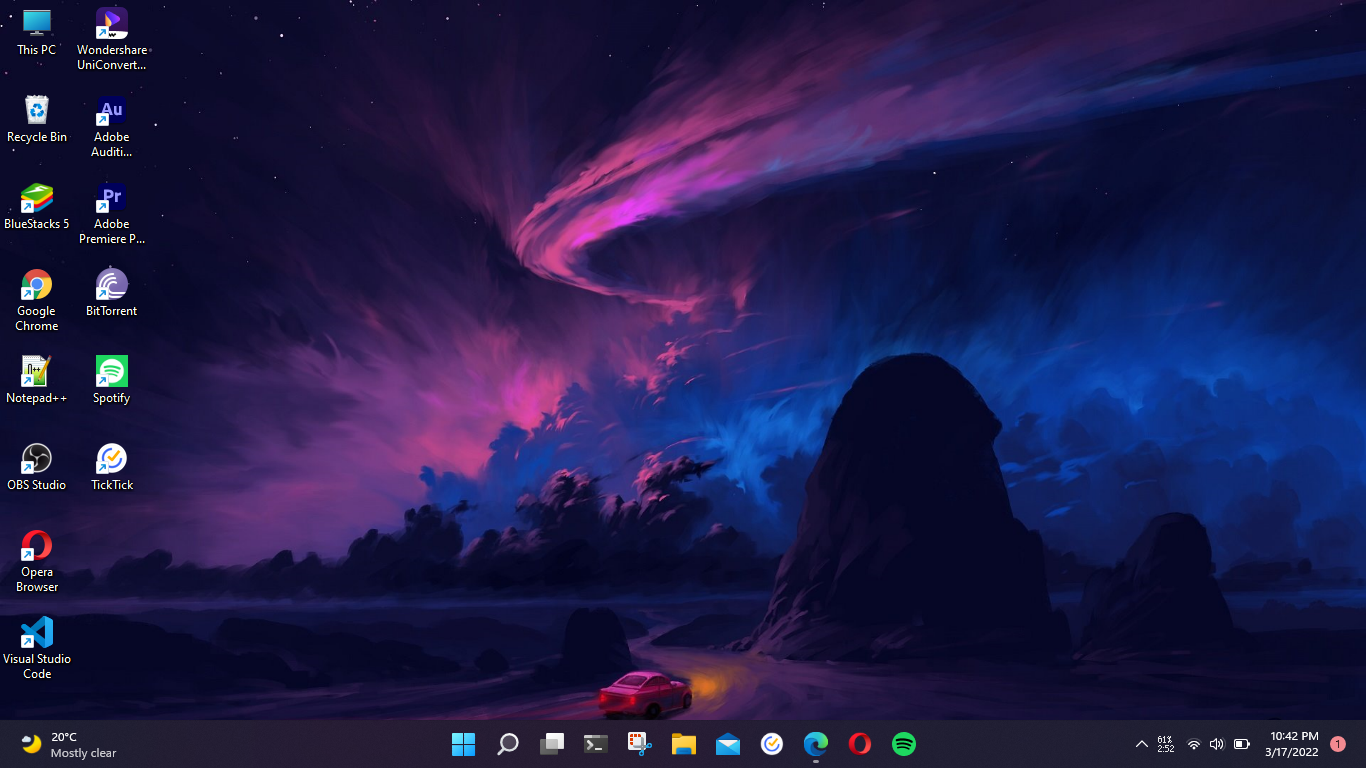 This PC
Wondershare
UniConvert...
Recycle Bin
Au
Adobe
Auditi...
BlueStacks 5
Pr
Adobe
Premiere P...
Google
Chrome
BitTorrent
n++
Notepad++
Spotify
OBS Studio
TickTick
Opera
Browser
Visual Studio
Code
20°C
Mostly clear
61%
2:52
10:42 PM
3/17/2022
1